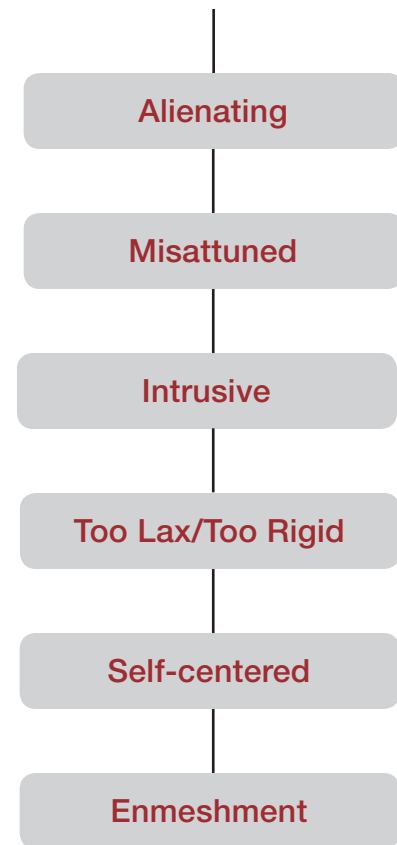 Alienating
Misattuned
Intrusive
Too Lax/Too Rigid
Self-centered
Enmeshment